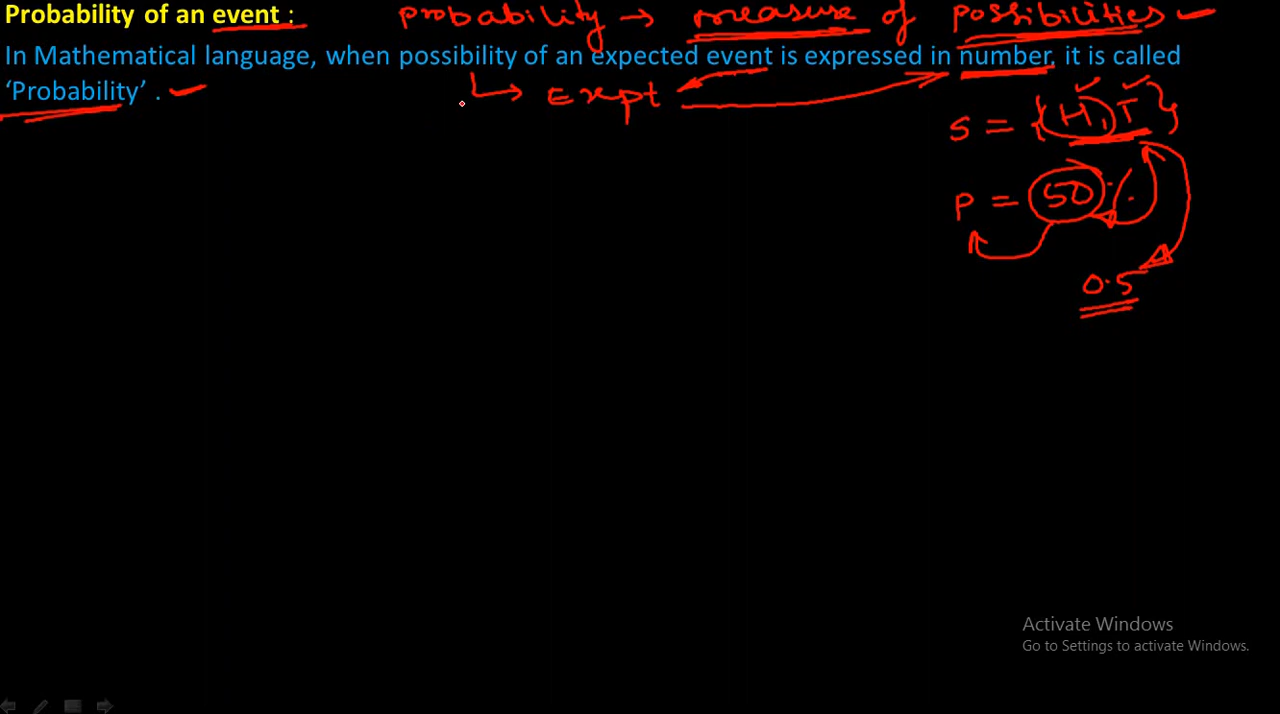 Probability of an event :
probability → measure of possibilities
In Mathematical language, when possibility of an expected event is expressed in number, it is called
‘Probability’ .
Exept
S = {H, T}
P = 50 %
0.5
Activate Windows
Go to Settings to activate Windows.